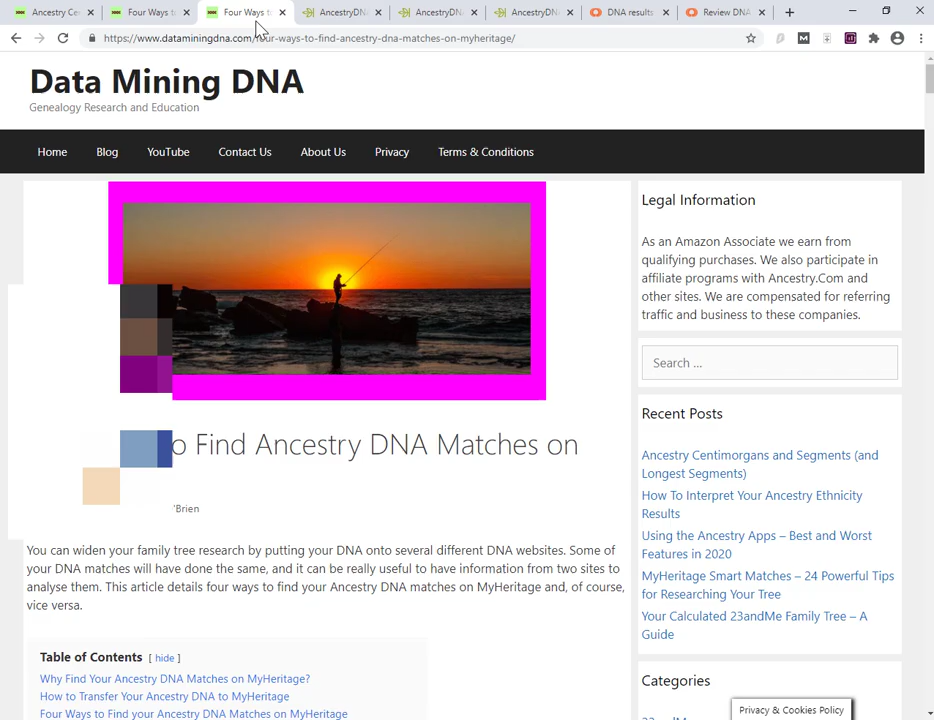 Ancestry Ce
Four Ways t
Four Ways t
AncestryDN
AncestryDN
AncestryDN
DNA results
Review DNA
https://www.dataminingdna.com/four-ways-to-find-ancestry-dna-matches-on-myheritage/
Data Mining DNA
Genealogy Research and Education
Home Blog YouTube Contact Us About Us Privacy Terms & Conditions
o Find Ancestry DNA Matches on
'Brien
You can widen your family tree research by putting your DNA onto several different DNA websites. Some of
your DNA matches will have done the same, and it can be really useful to have information from two sites to
analyse them. This article details four ways to find your Ancestry DNA matches on MyHeritage and, of course,
vice versa.
Table of Contents [ hide ]
Why Find Your Ancestry DNA Matches on MyHeritage?
How to Transfer Your Ancestry DNA to MyHeritage
Four Ways to Find your Ancestry DNA Matches on MyHeritage
Legal Information
As an Amazon Associate we earn from
qualifying purchases. We also participate in
affiliate programs with Ancestry.Com and
other sites. We are compensated for referring
traffic and business to these companies.
Search ...
Recent Posts
Ancestry Centimorgans and Segments (and
Longest Segments)
How To Interpret Your Ancestry Ethnicity
Results
Using the Ancestry Apps – Best and Worst
Features in 2020
MyHeritage Smart Matches – 24 Powerful Tips
for Researching Your Tree
Your Calculated 23andMe Family Tree – A
Guide
Categories
Privacy & Cookies Policy